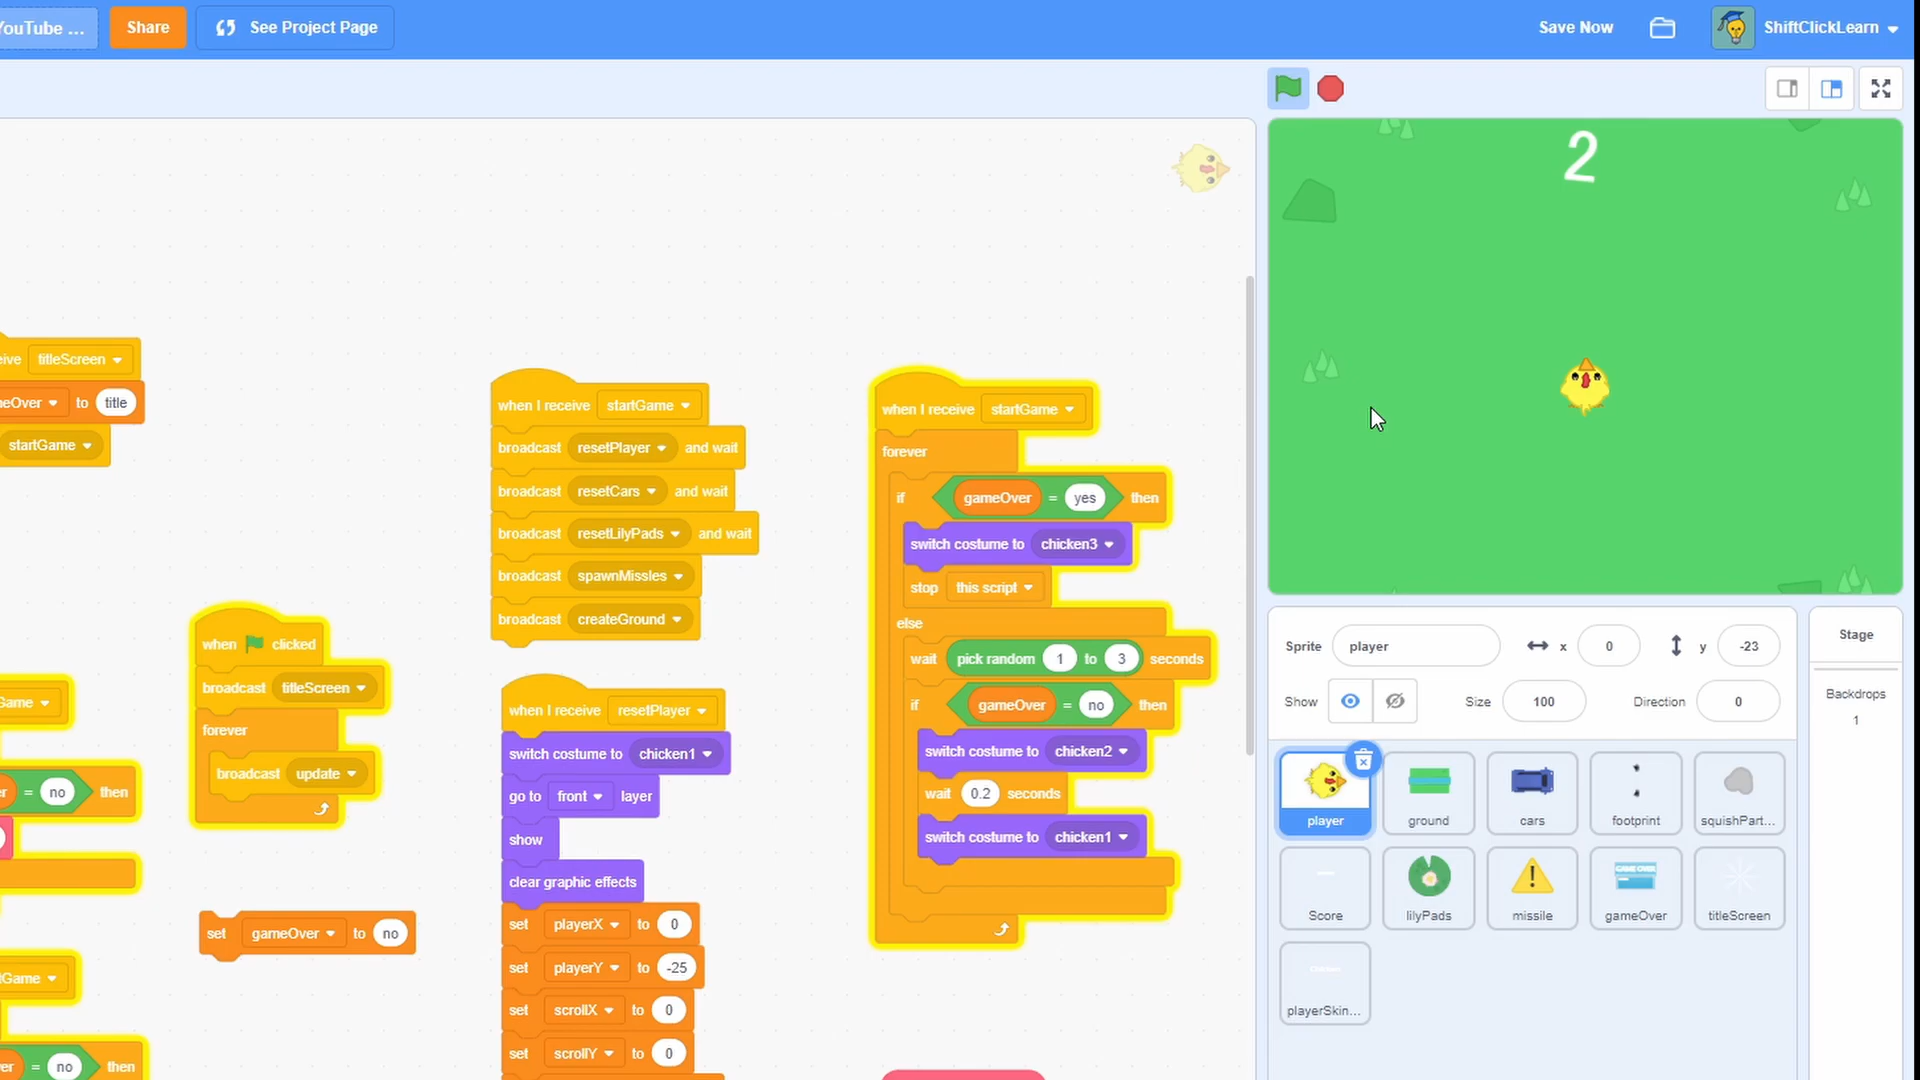 YouTube ...
Share
See Project Page
Save Now
ShiftClickLearn
2
eive titleScreen
eOver to title
startGame
when clicked
broadcast titleScreen
forever
broadcast update
Game
er = no then
set gameOver to no
tGame
er = no then
when I receive startGame
broadcast resetPlayer and wait
broadcast resetCars and wait
broadcast resetLilyPads and wait
broadcast spawnMissles
broadcast createGround
when I receive resetPlayer
switch costume to chicken1
go to front layer
show
clear graphic effects
set playerX to 0
set playerY to -25
set scrollX to 0
set scrollY to 0
when I receive startGame
forever
if gameOver = yes then
switch costume to chicken3
stop this script
else
wait pick random 1 to 3 seconds
if gameOver = no then
switch costume to chicken2
wait 0.2 seconds
switch costume to chicken1
Sprite player x 0 y -23
Show Size 100 Direction 0
Stage
Backdrops
1
player ground cars footprint squishPart...
Score lilyPads missile gameOver titleScreen
playerSkin...